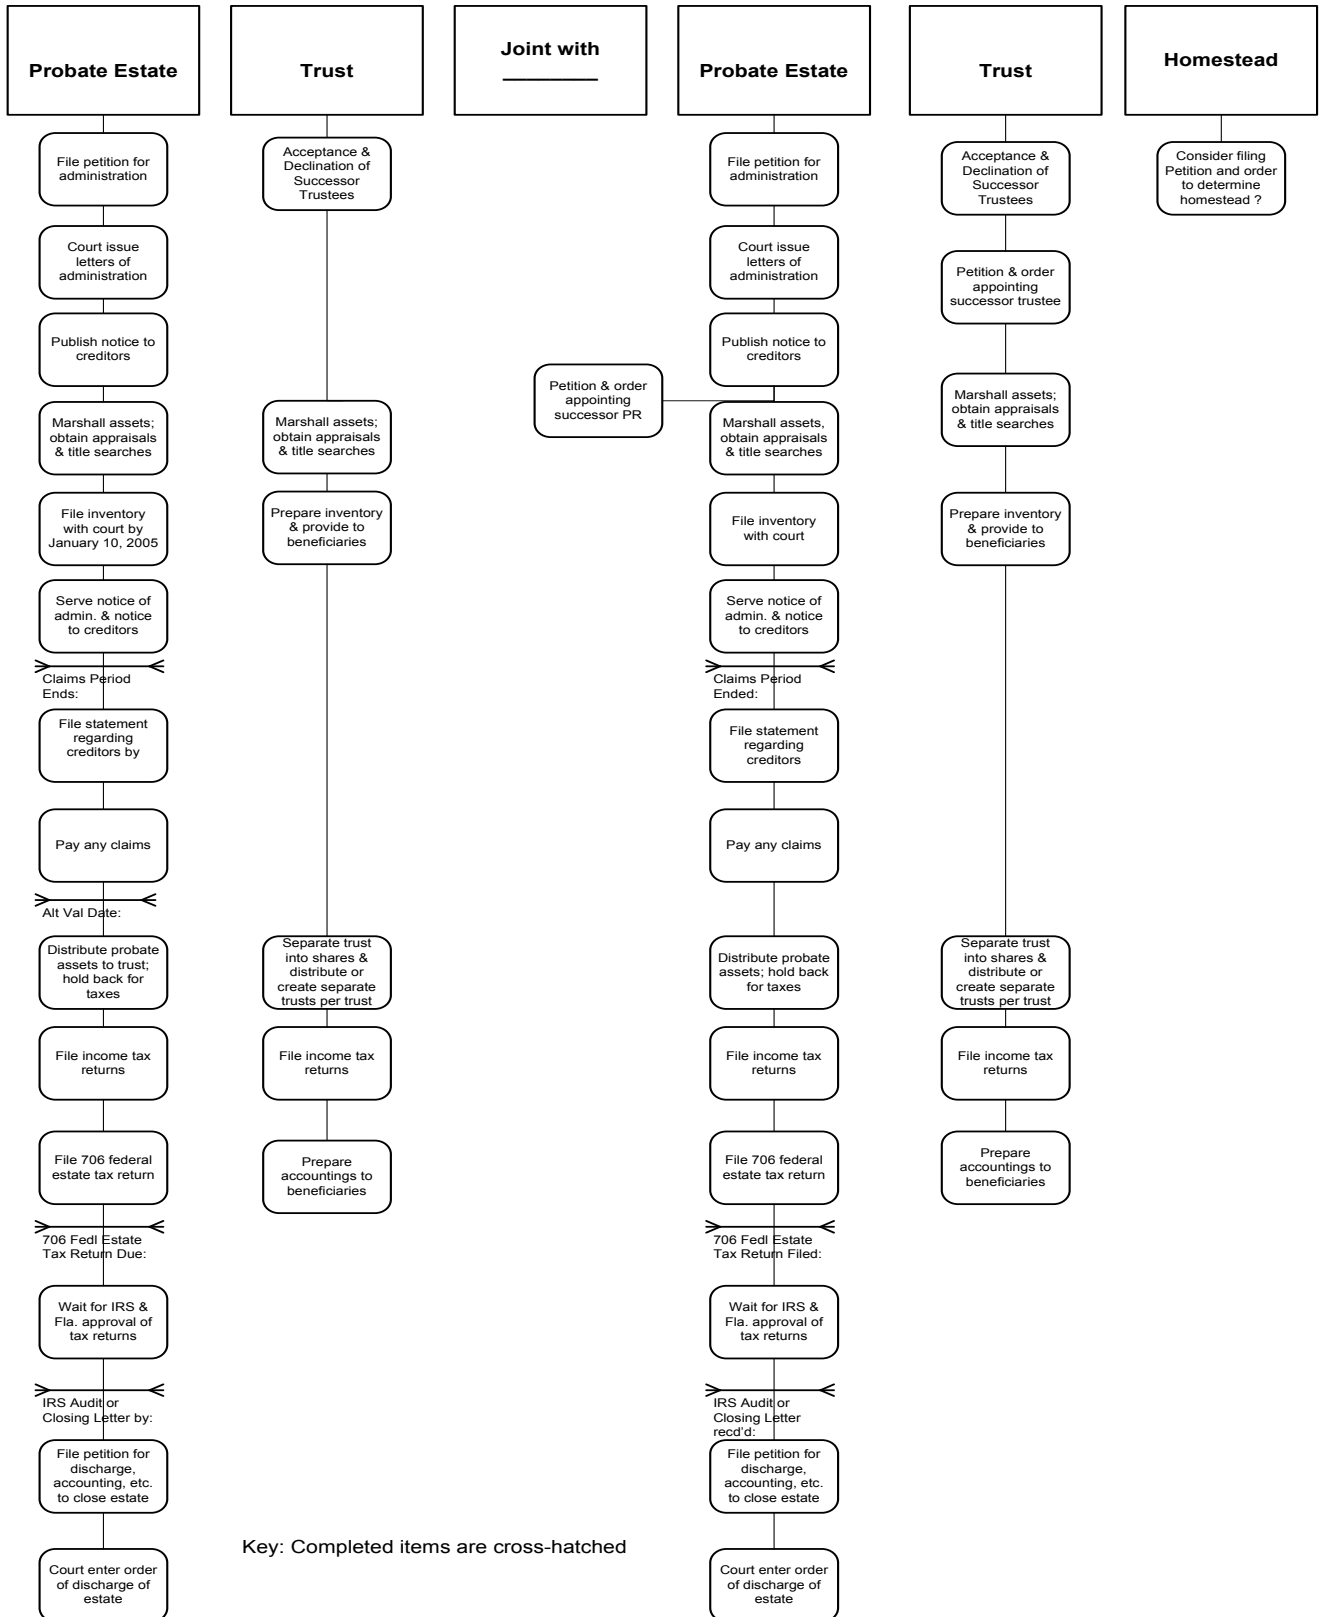 Probate Estate
Trust
Joint with
________
Probate Estate
Trust
Homestead
File petition for
administration
Court issue
letters of
administration
Publish notice to
creditors
Marshall assets;
obtain appraisals
& title searches
File inventory
with court by
January 10, 2005
Serve notice of
admin. & notice
to creditors
Claims Period
Ends:
File statement
regarding
creditors by
Pay any claims
Alt Val Date:
Distribute probate
assets to trust;
hold back for
taxes
File income tax
returns
File 706 federal
estate tax return
706 Fedl Estate
Tax Return Due:
Wait for IRS &
Fla. approval of
tax returns
IRS Audit or
Closing Letter by:
File petition for
discharge,
accounting, etc.
to close estate
Court enter order
of discharge of
estate
Acceptance &
Declination of
Successor
Trustees
Marshall assets;
obtain appraisals
& title searches
Prepare inventory
& provide to
beneficiaries
Separate trust
into shares &
distribute or
create separate
trusts per trust
File income tax
returns
Prepare
accountings to
beneficiaries
Petition & order
appointing
successor PR
File petition for
administration
Court issue
letters of
administration
Publish notice to
creditors
Marshall assets,
obtain appraisals
& title searches
File inventory
with court
Serve notice of
admin. & notice
to creditors
Claims Period
Ended:
File statement
regarding
creditors
Pay any claims
Distribute probate
assets; hold back
for taxes
File income tax
returns
File 706 federal
estate tax return
706 Fedl Estate
Tax Return Filed:
Wait for IRS &
Fla. approval of
tax returns
IRS Audit or
Closing Letter
recd'd:
File petition for
discharge,
accounting, etc.
to close estate
Court enter order
of discharge of
estate
Acceptance &
Declination of
Successor
Trustees
Petition & order
appointing
successor trustee
Marshall assets;
obtain appraisals
& title searches
Prepare inventory
& provide to
beneficiaries
Separate trust
into shares &
distribute or
create separate
trusts per trust
File income tax
returns
Prepare
accountings to
beneficiaries
Consider filing
Petition and order
to determine
homestead ?
Key: Completed items are cross-hatched